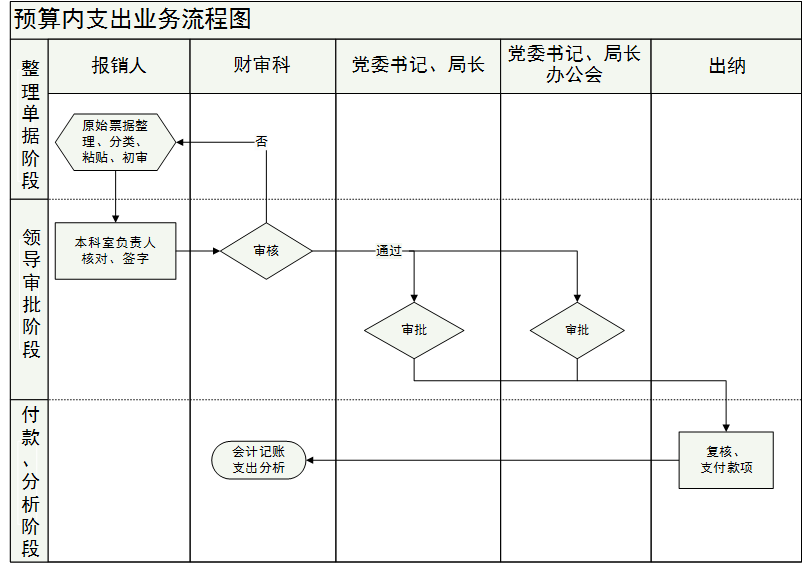 预算内支出业务流程图
报销人
财审科
党委书记、局长
党委书记、局长
办公会
出纳
整理单据阶段
原始票据整
理、分类、
粘贴、初审
否
领导审批阶段
本科室负责人
核对、签字
审核
通过
审批
审批
付款、分析阶段
会计记账
支出分析
复核、
支付款项